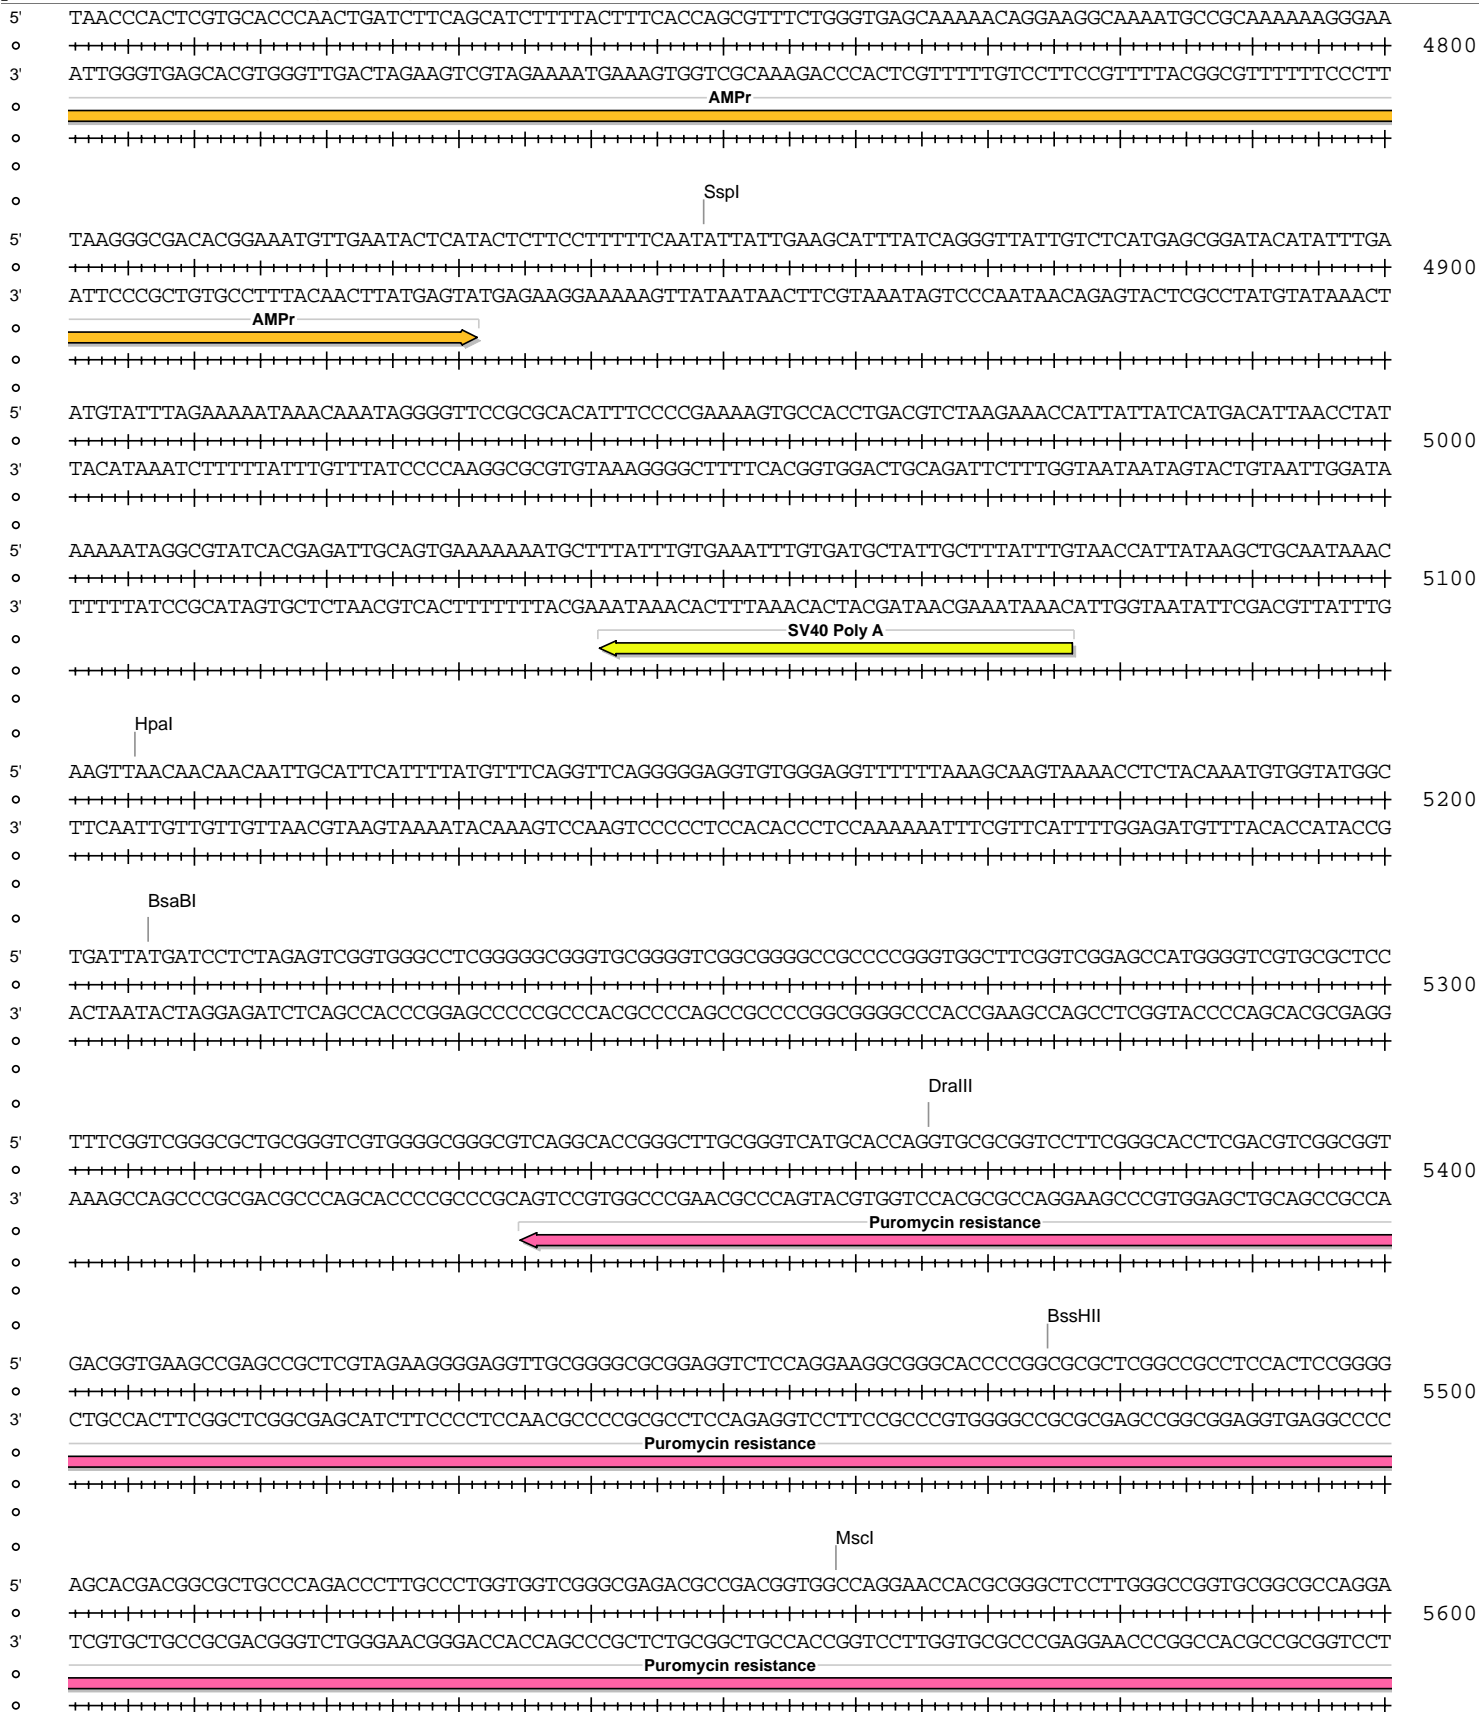 5' TAACCCACTCGTGCACCCAACTGATCTTCAGCATCTTTTACTTTCACCAGCGTTTCTGGGTGAGCAAAAACAGGAAGGCAAAATGCCGCAAAAAAGGGAA
4800
3' ATTGGGTGAGCACGTGGGTTGACTAGAAGTCGTAGAAAATGAAAGTGGTCGCAAAGACCCACTCGTTTTTGTCCTTCCGTTTTACGGCGTTTTTTCCCTT
AMPr
SspI
5' TAAGGGCGACACGGAAATGTTGAATACTCATACTCTTCCTTTTTCAATATTATTGAAGCATTTATCAGGGTTATTGTCTCATGAGCGGATACATATTTGA
4900
3' ATTCCCGCTGTGCCTTTACAACTTATGAGTATGAGAAGGAAAAAGTTATAATAACTTCGTAAATAGTCCCAATAACAGAGTACTCGCCTATGTATAAACT
AMPr
5' ATGTATTTAGAAAAATAAACAAATAGGGGTTCCGCGCACATTTCCCCGAAAAGTGCCACCTGACGTCTAAGAAACCATTATTATCATGACATTAACCTAT
5000
3' TACATAAATCTTTTTATTTGTTTATCCCCAAGGCGCGTGTAAAGGGGCTTTTCACGGTGGACTGCAGATTCTTTGGTAATAATAGTACTGTAATTGGATA
5' AAAAATAGGCGTATCACGAGATTGCAGTGAAAAAAATGCTTTATTTGTGAAATTTGTGATGCTATTGCTTTATTTGTAACCATTATAAGCTGCAATAAAC
5100
3' TTTTTATCCGCATAGTGCTCTAACGTCACTTTTTTTACGAAATAAACACTTTAAACACTACGATAACGAAATAAACATTGGTAATATTCGACGTTATTTG
SV40 Poly A
HpaI
5' AAGTTAACAACAACAATTGCATTCATTTTATGTTTCAGGTTCAGGGGGAGGTGTGGGAGGTTTTTTAAAGCAAGTAAAACCTCTACAAATGTGGTATGGC
5200
3' TTCAATTGTTGTTGTTAACGTAAGTAAAATACAAAGTCCAAGTCCCCCTCCACACCCTCCAAAAAATTTCGTTCATTTTGGAGATGTTTACACCATACCG
BsaBI
5' TGATTATGATCCTCTAGAGTCGGTGGGCCTCGGGGGCGGGTGCGGGGTCGGCGGGGCCGCCCCGGGTGGCTTCGGTCGGAGCCATGGGGTCGTGCGCTCC
5300
3' ACTAATACTAGGAGATCTCAGCCACCCGGAGCCCCCGCCCACGCCCCAGCCGCCCCGGCGGGGCCCACCGAAGCCAGCCTCGGTACCCCAGCACGCGAGG
DraIII
5' TTTCGGTCGGGCGCTGCGGGTCGTGGGGCGGGCGTCAGGCACCGGGCTTGCGGGTCATGCACCAGGTGCGCGGTCCTTCGGGCACCTCGACGTCGGCGGT
5400
3' AAAGCCAGCCCGCGACGCCCAGCACCCCGCCCGCAGTCCGTGGCCCGAACGCCCAGTACGTGGTCCACGCGCCAGGAAGCCCGTGGAGCTGCAGCCGCCA
Puromycin resistance
BssHII
5' GACGGTGAAGCCGAGCCGCTCGTAGAAGGGGAGGTTGCGGGGCGCGGAGGTCTCCAGGAAGGCGGGCACCCCGGCGCGCTCGGCCGCCTCCACTCCGGGG
5500
3' CTGCCACTTCGGCTCGGCGAGCATCTTCCCCTCCAACGCCCCGCGCCTCCAGAGGTCCTTCCGCCCGTGGGGCCGCGCGAGCCGGCGGAGGTGAGGCCCC
Puromycin resistance
MscI
5' AGCACGACGGCGCTGCCCAGACCCTTGCCCTGGTGGTCGGGCGAGACGCCGACGGTGGCCAGGAACCACGCGGGCTCCTTGGGCCGGTGCGGCGCCAGGA
5600
3' TCGTGCTGCCGCGACGGGTCTGGGAACGGGACCACCAGCCCGCTCTGCGGCTGCCACCGGTCCTTGGTGCGCCCGAGGAACCCGGCCACGCCGCGGTCCT
Puromycin resistance